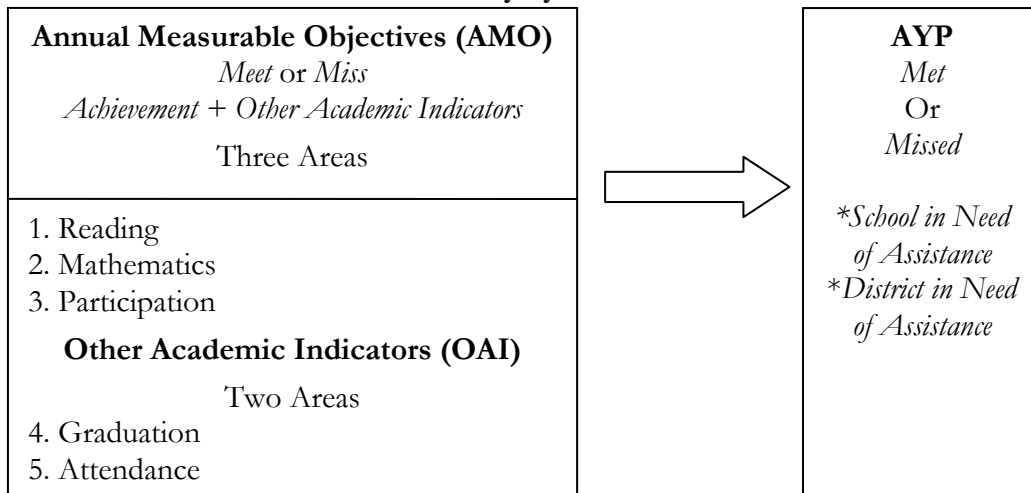 Annual Measurable Objectives (AMO)
Meet or Miss
Achievement + Other Academic Indicators
Three Areas
1. Reading
2. Mathematics
3. Participation
Other Academic Indicators (OAI)
Two Areas
4. Graduation
5. Attendance
AYP
Met
Or
Missed
*School in Need
of Assistance
*District in Need
of Assistance